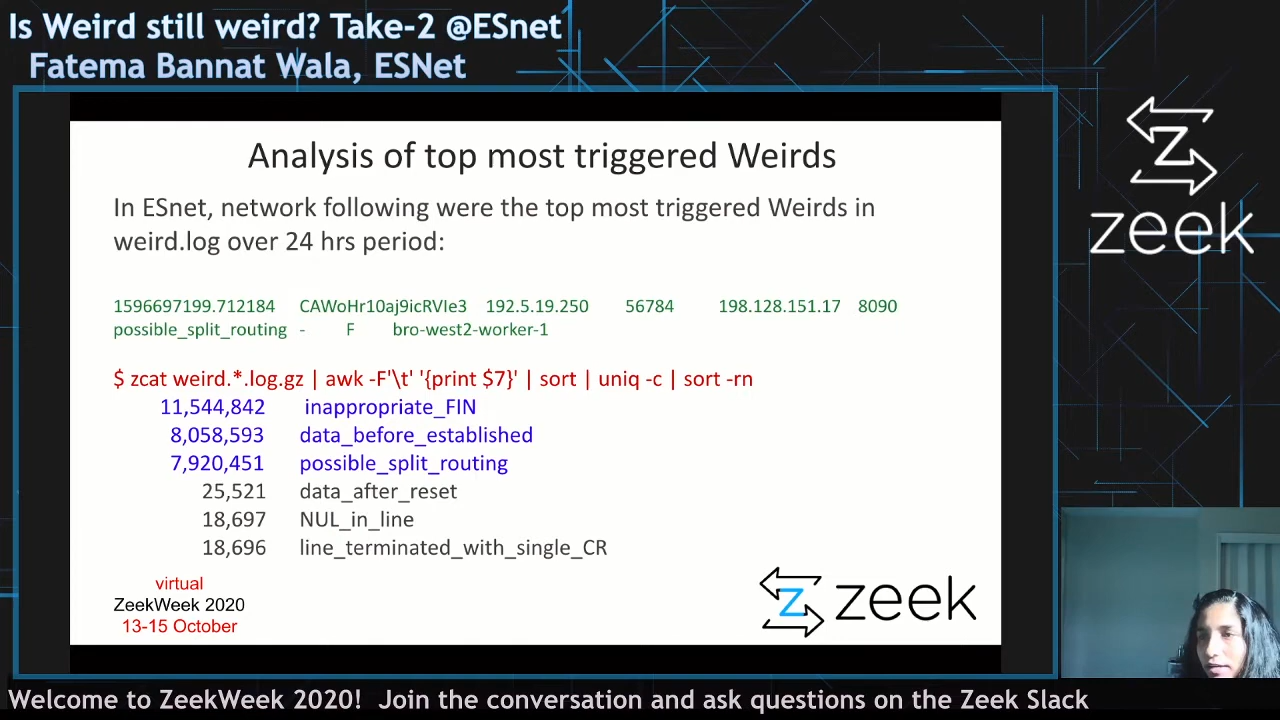 Is Weird still weird? Take-2 @ESnet
Fatema Bannat Wala, ESNet
zeek
Analysis of top most triggered Weirds
In ESnet, network following were the top most triggered Weirds in
weird.log over 24 hrs period:
1596697199.712184 CAWoHr10aj9icRVIe3 192.5.19.250 56784 198.128.151.17 8090
possible_split_routing - F bro-west2-worker-1
$ zcat weird.*.log.gz | awk -F'\t' '{print $7}' | sort | uniq -c | sort -rn
11,544,842 inappropriate_FIN
8,058,593 data_before_established
7,920,451 possible_split_routing
25,521 data_after_reset
18,697 NUL_in_line
18,696 line_terminated_with_single_CR
virtual
ZeekWeek 2020
13-15 October
zeek
Welcome to ZeekWeek 2020! Join the conversation and ask questions on the Zeek Slack